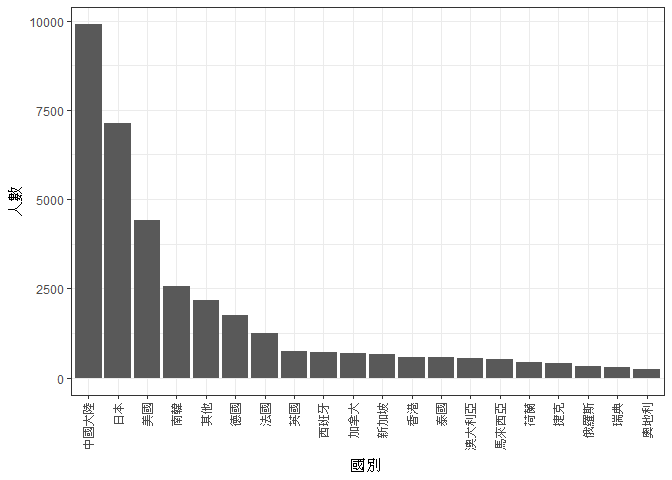 人數
10000
7500
5000
2500
0
中國大陸
日本
美國
南韓
其他
德國
法國
英國
西班牙
加拿大
新加坡
香港
泰國
澳大利亞
馬來西亞
荷蘭
捷克
俄羅斯
瑞典
奧地利
國別